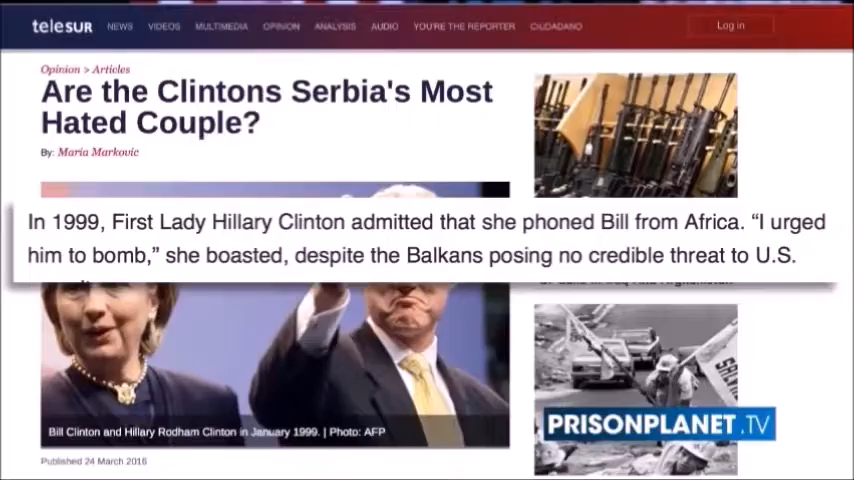 teleSUR NEWS VIDEOS MULTIMEDIA OPINION ANALYSIS AUDIO YOU'RE THE REPORTER CIUDADANO Log in
Opinion > Articles
Are the Clintons Serbia's Most
Hated Couple?
By: Maria Markovic
In 1999, First Lady Hillary Clinton admitted that she phoned Bill from Africa. “I urged
him to bomb,” she boasted, despite the Balkans posing no credible threat to U.S.
Bill Clinton and Hillary Rodham Clinton in January 1999. | Photo: AFP
Published 24 March 2016
PRISONPLANET.TV